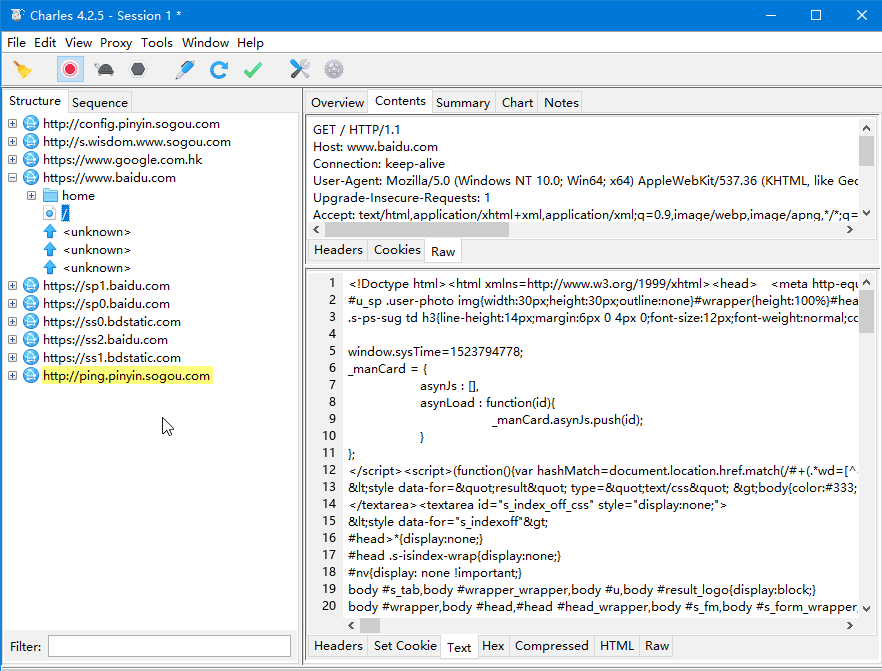 Charles 4.2.5 - Session 1 *
File Edit View Proxy Tools Window Help
Structure Sequence
http://config.pinyin.sogou.com
http://s.wisdom.www.sogou.com
https://www.google.com.hk
https://www.baidu.com
home
/
<unknown>
<unknown>
<unknown>
https://sp1.baidu.com
https://sp0.baidu.com
https://ss0.bdstatic.com
https://ss2.baidu.com
https://ss1.bdstatic.com
http://ping.pinyin.sogou.com
Filter:
Overview Contents Summary Chart Notes
GET / HTTP/1.1
Host: www.baidu.com
Connection: keep-alive
User-Agent: Mozilla/5.0 (Windows NT 10.0; Win64; x64) AppleWebKit/537.36 (KHTML, like Gec
Upgrade-Insecure-Requests: 1
Accept: text/html,application/xhtml+xml,application/xml;q=0.9,image/webp,image/apng,*/*;q=
Headers Cookies Raw
1 <!Doctype html><html xmlns=http://www.w3.org/1999/xhtml><head> <meta http-equ
2 #u_sp .user-photo img{width:30px;height:30px;outline:none}#wrapper{height:100%}#hea
3 .s-ps-sug td h3{line-height:14px;margin:6px 0 4px 0;font-size:12px;font-weight:normal;cc
4
5 window.sysTime=1523794778;
6 _manCard = {
7 asynJs : [],
8 asynLoad : function(id){
9 _manCard.asynJs.push(id);
10 }
11 };
12 </script><script>(function(){var hashMatch=document.location.href.match(/#+(.*wd=[^
13 &lt;style data-for=&quot;result&quot; type=&quot;text/css&quot; &gt;body{color:#333;
14 </textarea><textarea id="s_index_off_css" style="display:none;">
15 &lt;style data-for="s_indexoff"&gt;
16 #head>*{display:none;}
17 #head .s-isindex-wrap{display:none;}
18 #nv{display: none !important;}
19 body #s_tab,body #wrapper_wrapper,body #u,body #result_logo{display:block;}
20 body #wrapper,body #head,#head #head_wrapper,body #s_fm,body #s_form_wrapper,
Headers Set Cookie Text Hex Compressed HTML Raw